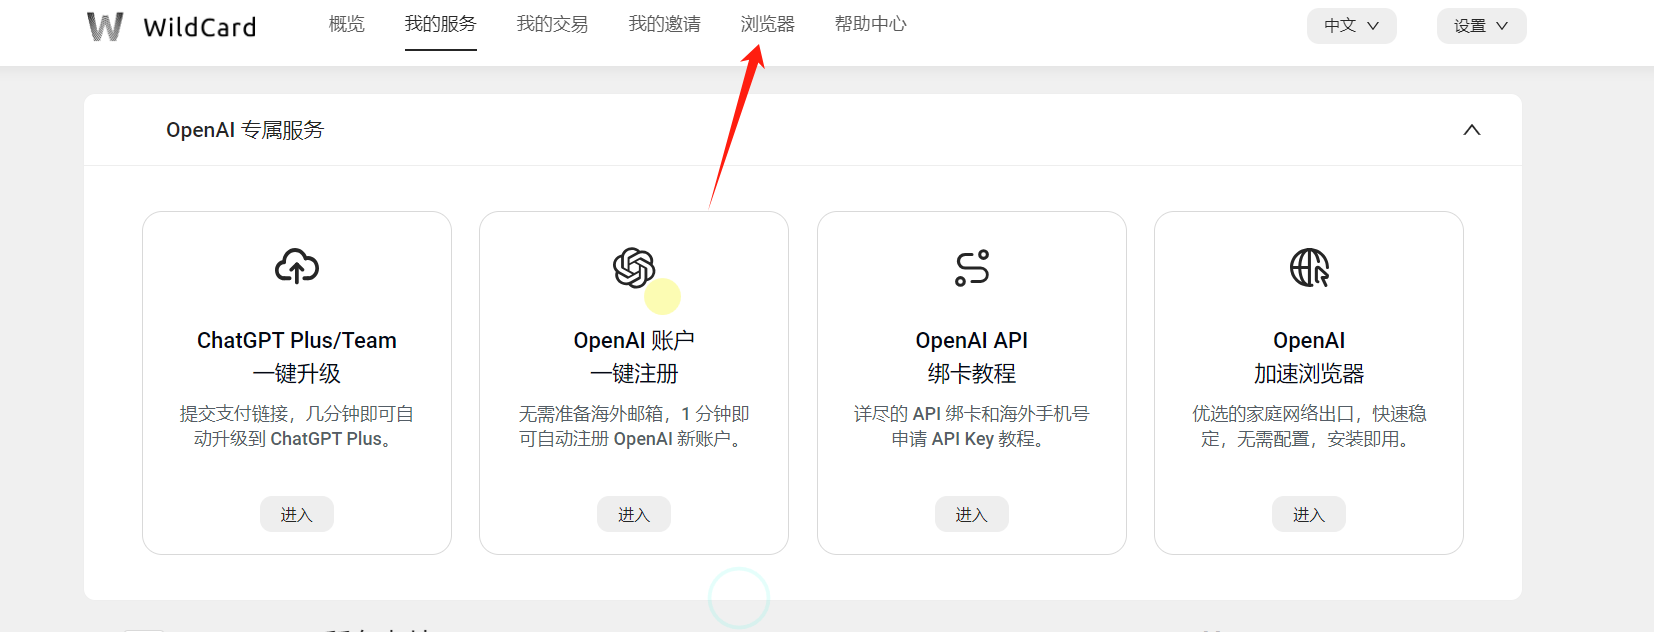 WildCard
概览
我的服务
我的交易
我的邀请
浏览器
帮助中心
中文
设置
OpenAI 专属服务
ChatGPT Plus/Team
一键升级
提交支付链接，几分钟即可自
动升级到 ChatGPT Plus。
进入
OpenAI 账户
一键注册
无需准备海外邮箱，1 分钟即
可自动注册 OpenAI 新账户。
进入
OpenAI API
绑卡教程
详尽的 API 绑卡和海外手机号
申请 API Key 教程。
进入
OpenAI
加速浏览器
优选的家庭网络出口，快速稳
定，无需配置，安装即用。
进入